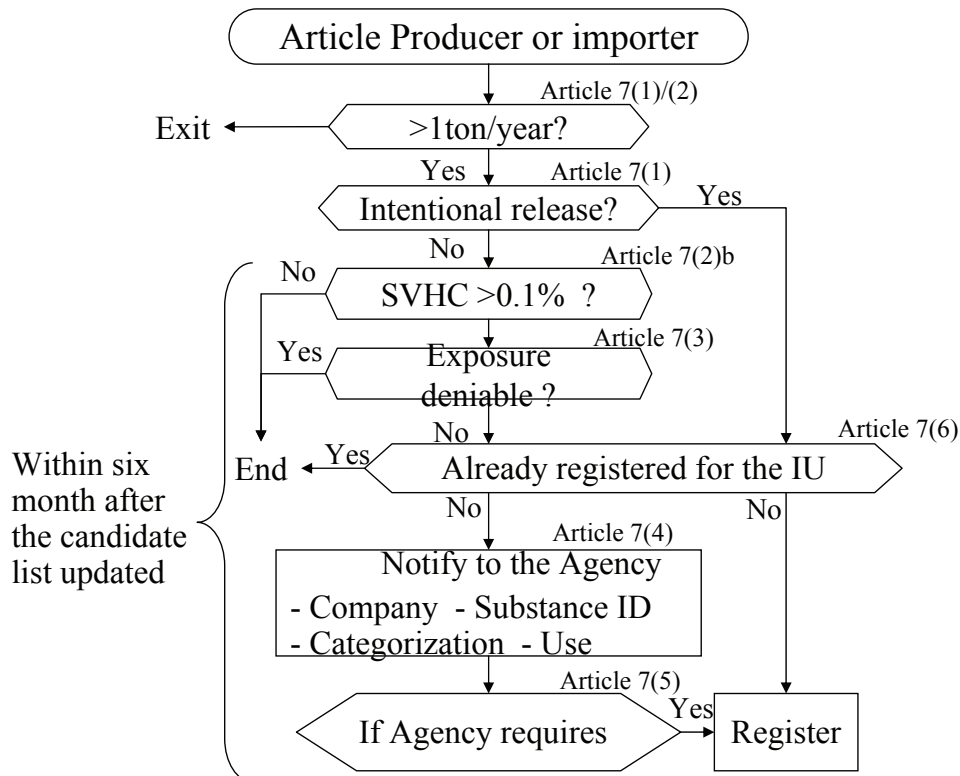 Article Producer or importer
Article 7(1)/(2)
Exit
>1ton/year?
Yes
Article 7(1)
Intentional release?
Yes
No
Article 7(2)b
No
SVHC >0.1% ?
Article 7(3)
Yes
Exposure
deniable ?
No
Article 7(6)
Yes
End
Already registered for the IU
Within six
month after
the candidate
list updated
No
No
Article 7(4)
Notify to the Agency
- Company - Substance ID
- Categorization - Use
Article 7(5)
If Agency requires
Yes
Register